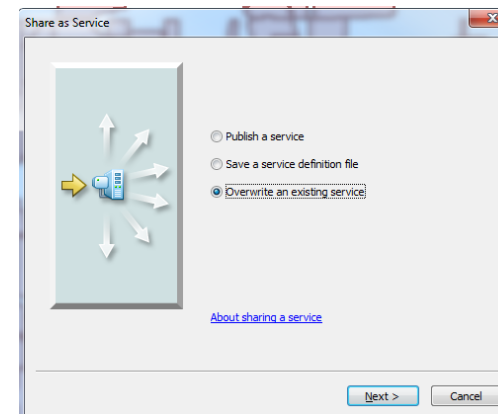 Share as Service
Publish a service
Save a service definition file
Overwrite an existing service
About sharing a service
Next >
Cancel